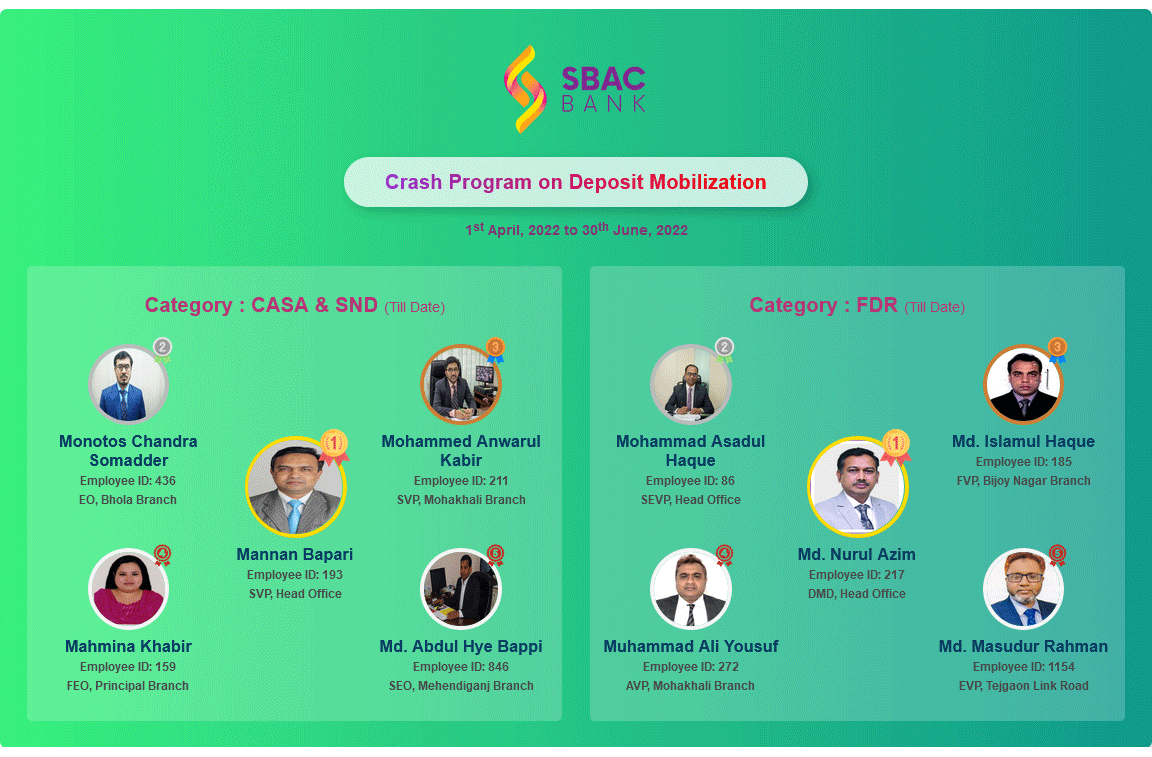 SBAC
BANK
Crash Program on Deposit Mobilization
1st April, 2022 to 30th June, 2022
Category : CASA & SND (Till Date)
2
Monotos Chandra
Somadder
Employee ID: 436
EO, Bhola Branch
3
Mohammed Anwarul
Kabir
Employee ID: 211
SVP, Mohakhali Branch
1
Mannan Bapari
Employee ID: 193
SVP, Head Office
4
Mahmina Khabir
Employee ID: 159
FEO, Principal Branch
5
Md. Abdul Hye Bappi
Employee ID: 846
SEO, Mehendiganj Branch
Category : FDR (Till Date)
2
Mohammad Asadul
Haque
Employee ID: 86
SEVP, Head Office
3
Md. Islamul Haque
Employee ID: 185
FVP, Bijoy Nagar Branch
1
Md. Nurul Azim
Employee ID: 217
DMD, Head Office
4
Muhammad Ali Yousuf
Employee ID: 272
AVP, Mohakhali Branch
5
Md. Masudur Rahman
Employee ID: 1154
EVP, Tejgaon Link Road